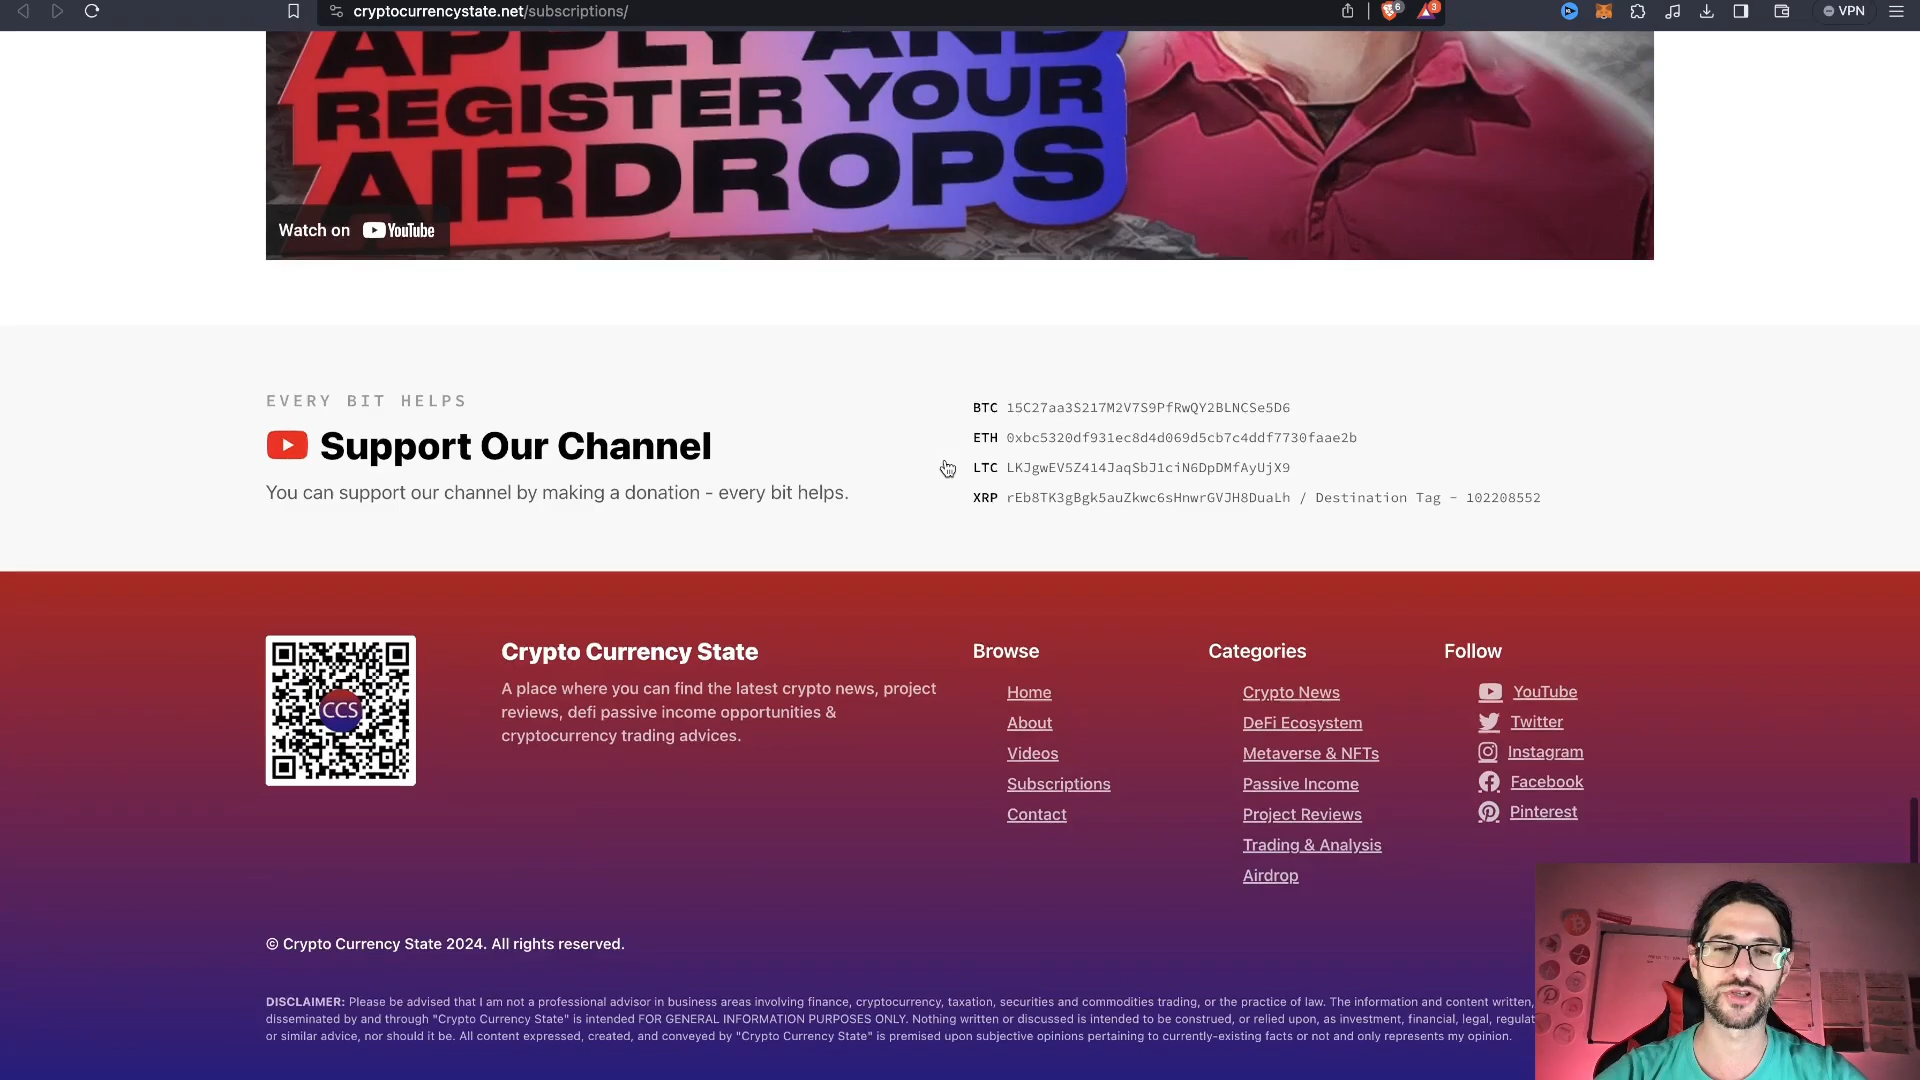 cryptocurrencystate.net/subscriptions/
6
3
VPN
APPLY AND
REGISTER YOUR
AIRDROPS
Watch on YouTube
EVERY BIT HELPS
Support Our Channel
You can support our channel by making a donation - every bit helps.
BTC 15C27aa3S217M2V7S9PfRwQY2BLNCSe5D6
ETH 0xbc5320df931ec8d4d069d5cb7c4ddf7730faae2b
LTC LKJgwEV5Z414JaqSbJ1ciN6DpDMfAyUjX9
XRP rEb8TK3gBgk5auZkwc6sHnwrGVJH8DuaLh / Destination Tag - 102208552
CCS
Crypto Currency State
A place where you can find the latest crypto news, project
reviews, defi passive income opportunities &
cryptocurrency trading advices.
Browse
Home
About
Videos
Subscriptions
Contact
Categories
Crypto News
DeFi Ecosystem
Metaverse & NFTs
Passive Income
Project Reviews
Trading & Analysis
Airdrop
Follow
YouTube
Twitter
Instagram
Facebook
Pinterest
© Crypto Currency State 2024. All rights reserved.
DISCLAIMER: Please be advised that I am not a professional advisor in business areas involving finance, cryptocurrency, taxation, securities and commodities trading, or the practice of law. The information and content written,
disseminated by and through "Crypto Currency State" is intended FOR GENERAL INFORMATION PURPOSES ONLY. Nothing written or discussed is intended to be construed, or relied upon, as investment, financial, legal, regulat
or similar advice, nor should it be. All content expressed, created, and conveyed by "Crypto Currency State" is premised upon subjective opinions pertaining to currently-existing facts or not and only represents my opinion.